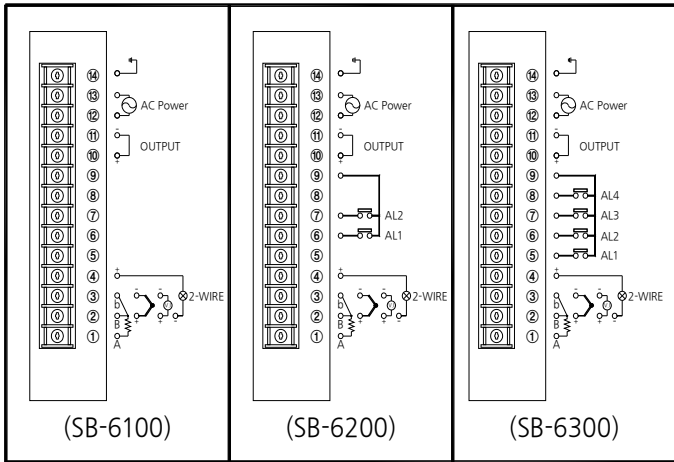 ⑭
⑬ AC Power
⑫
⑪ -
OUTPUT
⑩ +
⑨
⑧
⑦
⑥
⑤
④ +
③ b - - 2-WIRE
② B + + -
① A
(SB-6100)
⑭
⑬ AC Power
⑫
⑪ -
OUTPUT
⑩ +
⑨
⑧
⑦ AL2
⑥ AL1
⑤
④ +
③ b - - 2-WIRE
② B + + -
① A
(SB-6200)
⑭
⑬ AC Power
⑫
⑪ -
OUTPUT
⑩ +
⑨
⑧ AL4
⑦ AL3
⑥ AL2
⑤ AL1
④ +
③ b - - 2-WIRE
② B + + -
① A
(SB-6300)